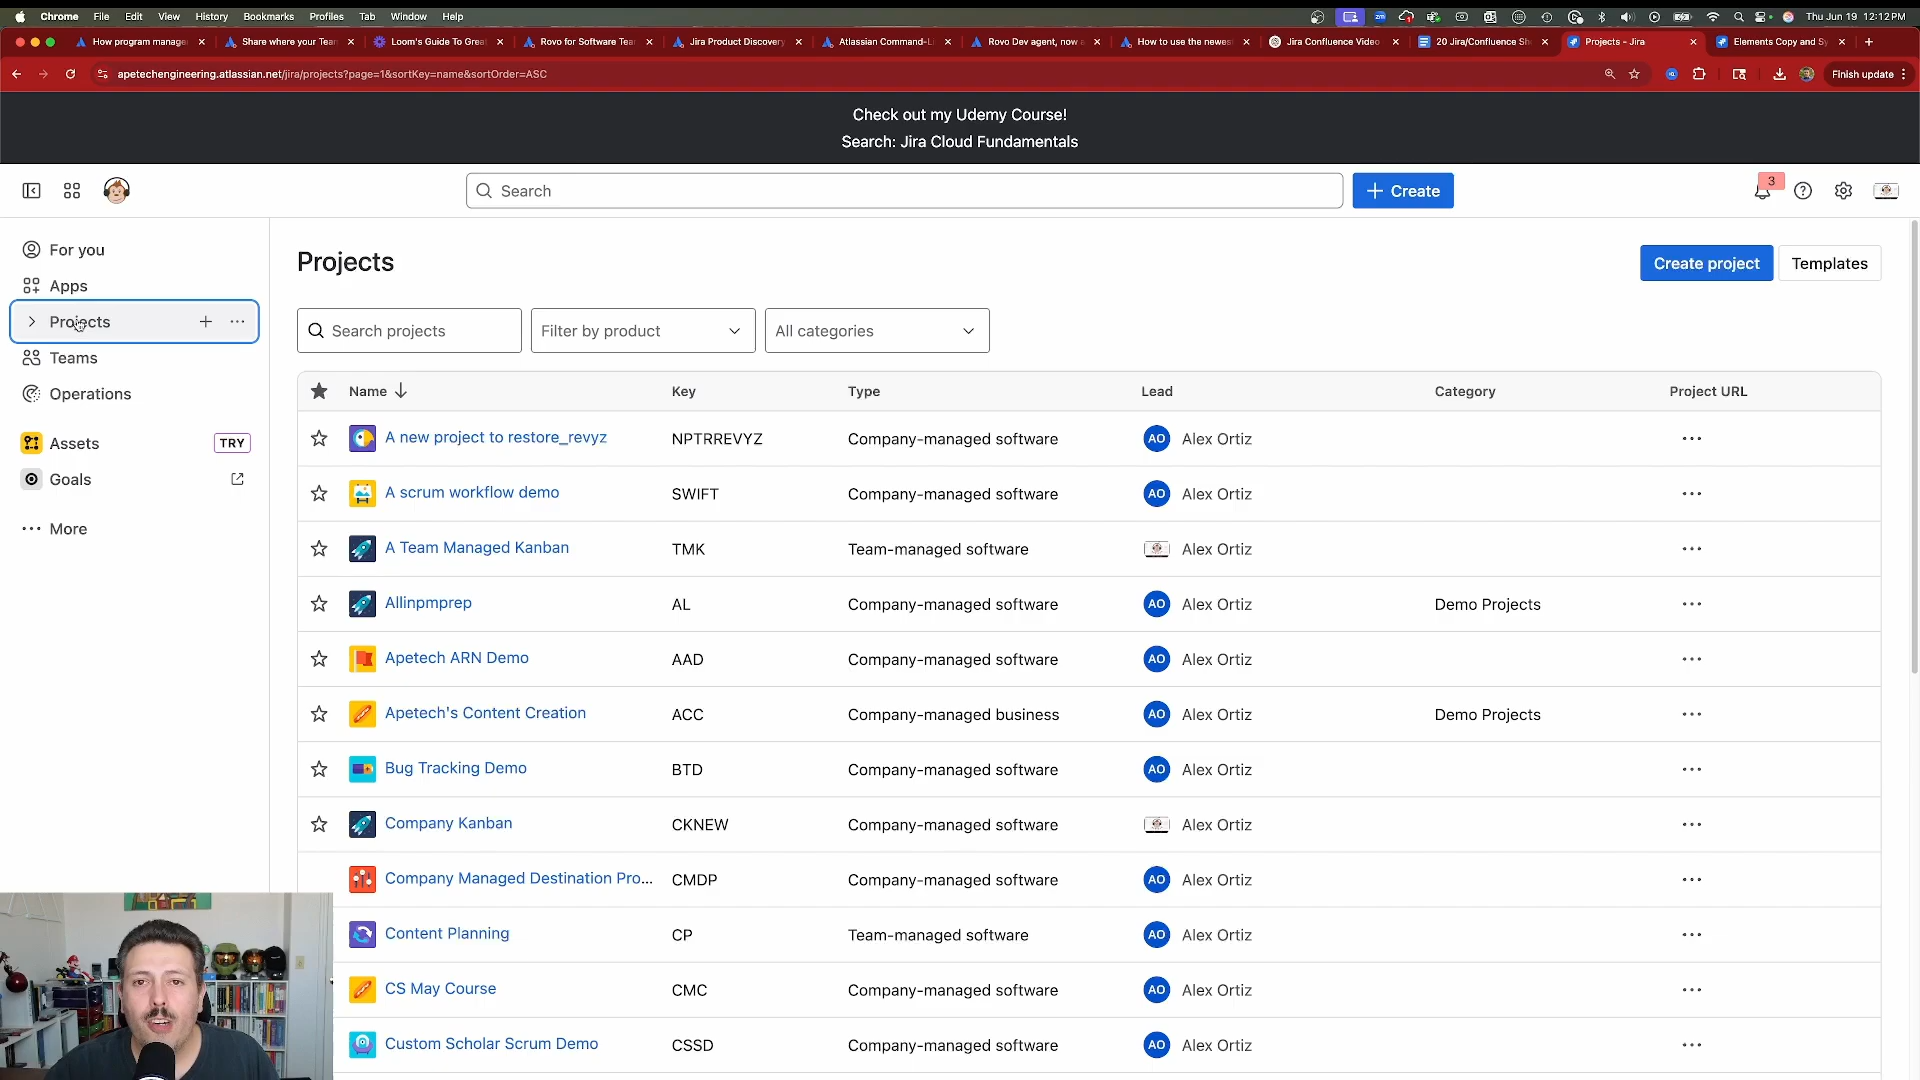 Chrome File Edit View History Bookmarks Profiles Tab Window Help Thu Jun 19 12:12 PM
How program manage Share where your Tean Loom's Guide To Grea Rovo for Software Tea Jira Product Discovery Atlassian Command-Li Rovo Dev agent, now a How to use the newes Jira Confluence Video 20 Jira/Confluence Sh Projects - Jira Elements Copy and Sy
apetechengineering.atlassian.net/jira/projects?page=1&sortKey=name&sortOrder=ASC Finish update
Check out my Udemy Course!
Search: Jira Cloud Fundamentals
Search
Create
3
For you
Apps
Projects
Teams
Operations
Assets TRY
Goals
More
Projects
Create project Templates
Search projects Filter by product All categories
Name Key Type Lead Category Project URL
A new project to restore_revyz NPTRREVYZ Company-managed software AO Alex Ortiz
A scrum workflow demo SWIFT Company-managed software AO Alex Ortiz
A Team Managed Kanban TMK Team-managed software Alex Ortiz
Allinpmprep AL Company-managed software AO Alex Ortiz Demo Projects
Apetech ARN Demo AAD Company-managed software AO Alex Ortiz
Apetech's Content Creation ACC Company-managed business AO Alex Ortiz Demo Projects
Bug Tracking Demo BTD Company-managed software AO Alex Ortiz
Company Kanban CKNEW Company-managed software Alex Ortiz
Company Managed Destination Pro... CMDP Company-managed software AO Alex Ortiz
Content Planning CP Team-managed software AO Alex Ortiz
CS May Course CMC Company-managed software AO Alex Ortiz
Custom Scholar Scrum Demo CSSD Company-managed software AO Alex Ortiz